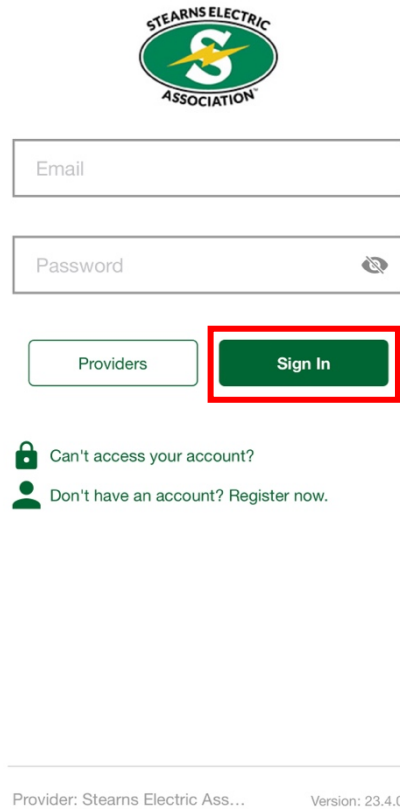 STEARNS ELECTRIC
S
ASSOCIATION
Email
Password
Providers
Sign In
Can't access your account?
Don't have an account? Register now.
Provider: Stearns Electric Ass...
Version: 23.4.0